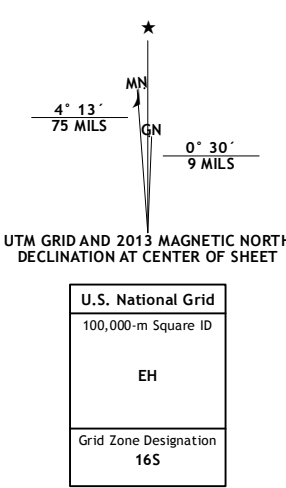 ★
MN
4° 13´
75 MILS
GN
0° 30´
9 MILS
UTM GRID AND 2013 MAGNETIC NORTH
DECLINATION AT CENTER OF SHEET
U.S. National Grid
100,000-m Square ID
EH
Grid Zone Designation
16S